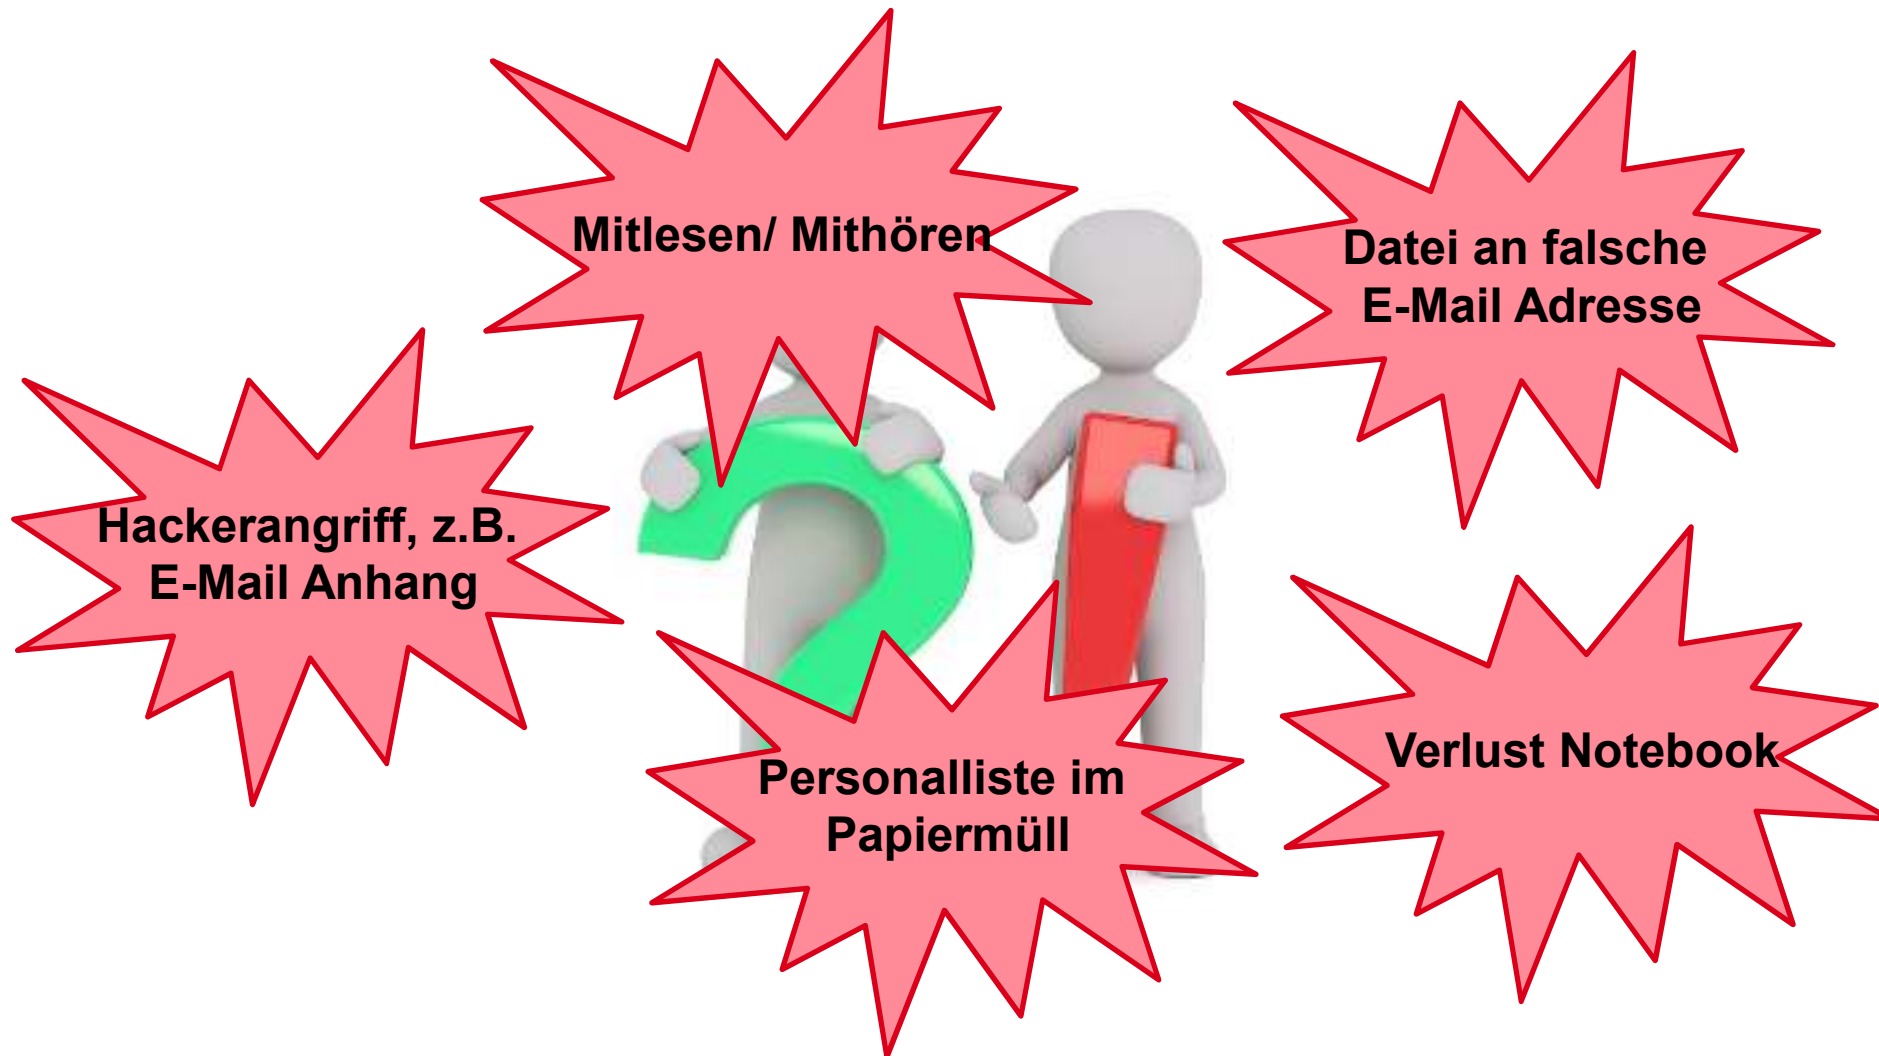 Mitlesen/ Mithören
Datei an falsche
E-Mail Adresse
Hackerangriff, z.B.
E-Mail Anhang
Personalliste im
Papiermüll
Verlust Notebook